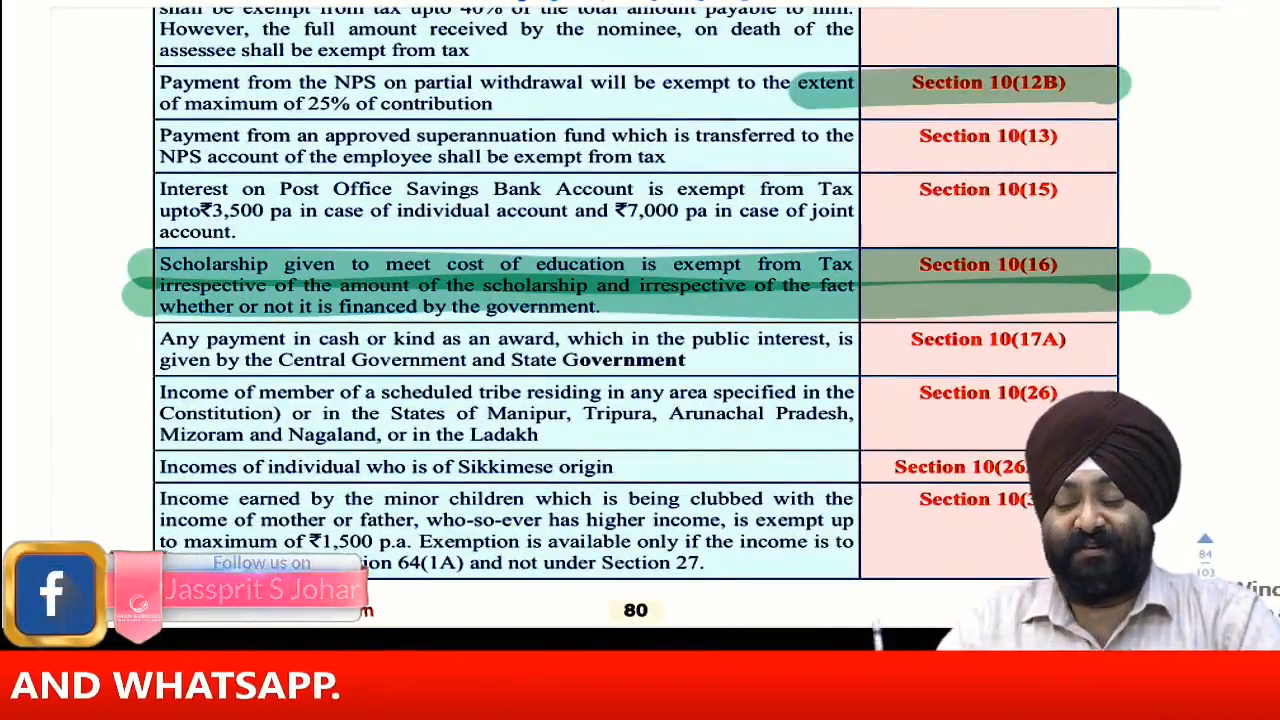 shall be exempt from tax upto 40% of the total amount payable to him.
However, the full amount received by the nominee, on death of the
assessee shall be exempt from tax
Payment from the NPS on partial withdrawal will be exempt to the extent
of maximum of 25% of contribution
Section 10(12B)
Payment from an approved superannuation fund which is transferred to the
NPS account of the employee shall be exempt from tax
Section 10(13)
Interest on Post Office Savings Bank Account is exempt from Tax
upto₹3,500 pa in case of individual account and ₹7,000 pa in case of joint
account.
Section 10(15)
Scholarship given to meet cost of education is exempt from Tax
irrespective of the amount of the scholarship and irrespective of the fact
whether or not it is financed by the government.
Section 10(16)
Any payment in cash or kind as an award, which in the public interest, is
given by the Central Government and State Government
Section 10(17A)
Income of member of a scheduled tribe residing in any area specified in the
Constitution) or in the States of Manipur, Tripura, Arunachal Pradesh,
Mizoram and Nagaland, or in the Ladakh
Section 10(26)
Incomes of individual who is of Sikkimese origin
Section 10(26
Income earned by the minor children which is being clubbed with the
income of mother or father, who-so-ever has higher income, is exempt up
to maximum of ₹1,500 p.a. Exemption is available only if the income is to
ion 64(1A) and not under Section 27.
Section 10(3
Follow us on
Jassprit S Johar
80
84
103
AND WHATSAPP.